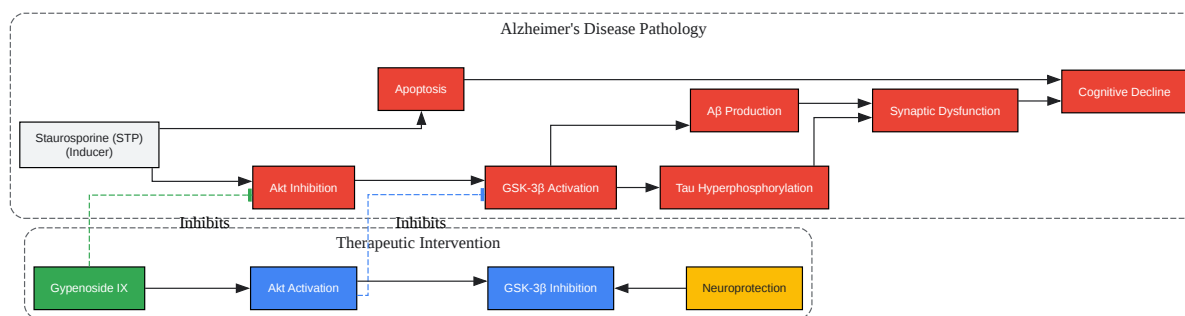 Alzheimer's Disease Pathology
Apoptosis
Cognitive Decline
Aβ Production
Synaptic Dysfunction
Staurosporine (STP)
(Inducer)
Akt Inhibition
GSK-3β Activation
Tau Hyperphosphorylation
Inhibits
Inhibits
Therapeutic Intervention
Gypenoside IX
Akt Activation
GSK-3β Inhibition
Neuroprotection